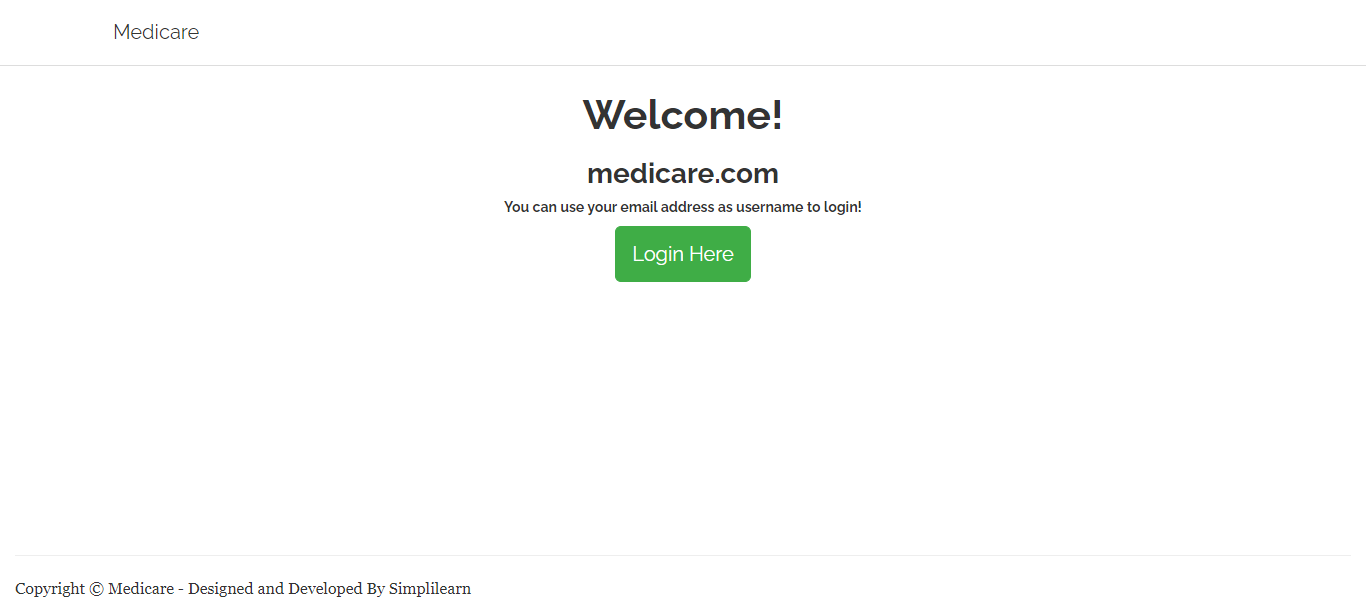 Medicare
Welcome!
medicare.com
You can use your email address as username to login!
Login Here
Copyright © Medicare - Designed and Developed By Simplilearn